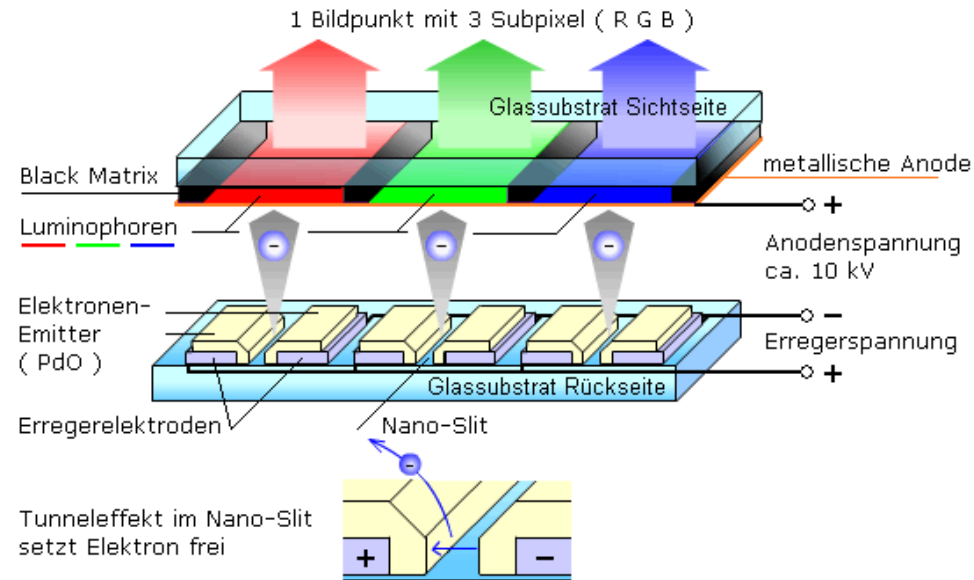 1 Bildpunkt mit 3 Subpixel ( R G B )
Glassubstrat Sichtseite
Black Matrix
metallische Anode
Luminophoren
+
-
-
-
Anodenspannung
ca. 10 kV
Elektronen-
Emitter
( PdO )
−
Erregerspannung
+
Glassubstrat Rückseite
Erregerelektroden
Nano-Slit
-
Tunneleffekt im Nano-Slit
setzt Elektron frei
+
−